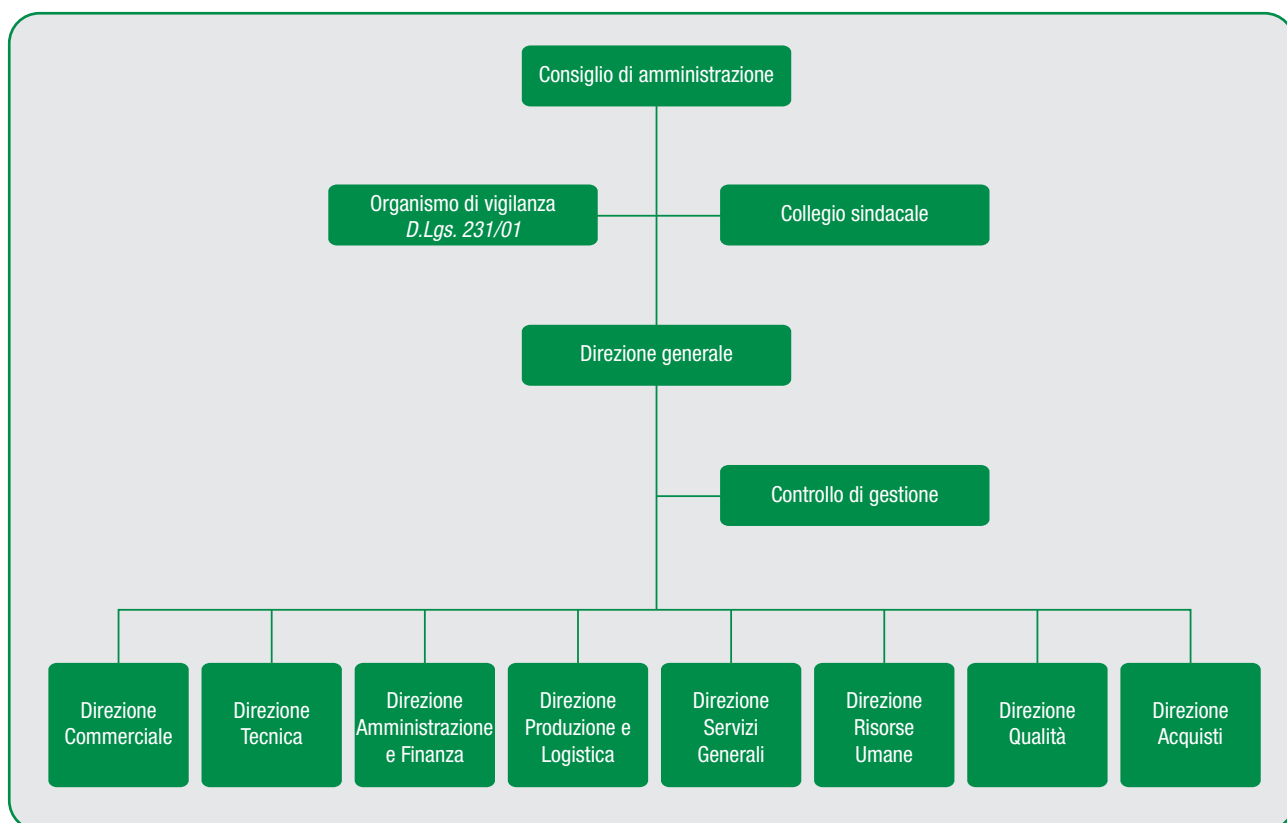 Consiglio di amministrazione
Organismo di vigilanza
D.Lgs. 231/01
Collegio sindacale
Direzione generale
Controllo di gestione
Direzione
Commerciale
Direzione
Tecnica
Direzione
Amministrazione
e Finanza
Direzione
Produzione e
Logistica
Direzione
Servizi
Generali
Direzione
Risorse
Umane
Direzione
Qualità
Direzione
Acquisti